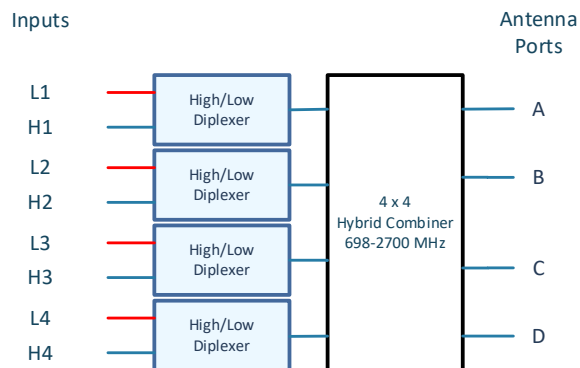 Inputs
Antenna
Ports
L1
H1
High/Low
Diplexer
A
L2
H2
High/Low
Diplexer
B
4 x 4
Hybrid Combiner
698-2700 MHz
L3
H3
High/Low
Diplexer
C
L4
H4
High/Low
Diplexer
D